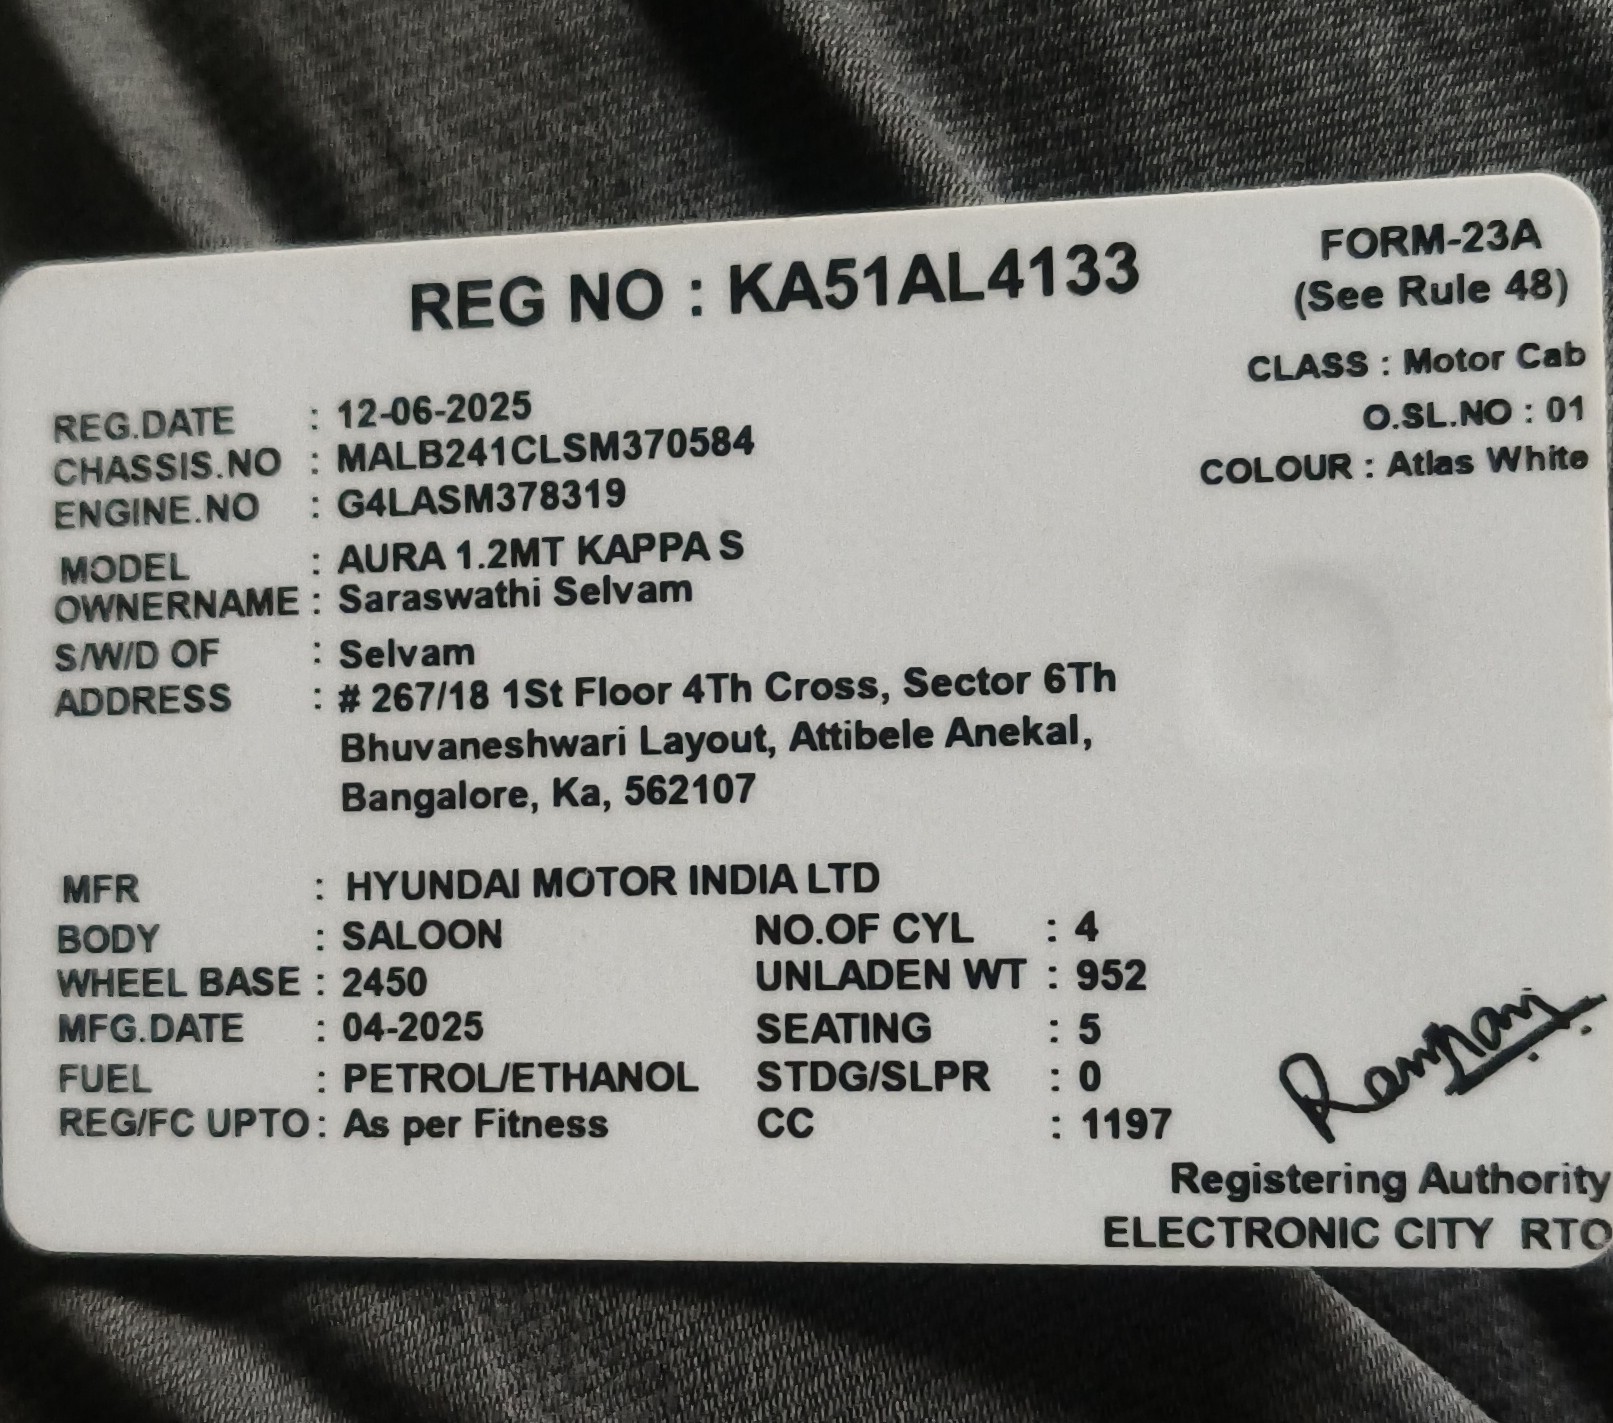 REG NO : KA51AL4133
FORM-23A
(See Rule 48)
CLASS : Motor Cab
O.SL.NO : 01
COLOUR : Atlas White
REG.DATE : 12-06-2025
CHASSIS.NO : MALB241CLSM370584
ENGINE.NO : G4LASM378319
MODEL : AURA 1.2MT KAPPA S
OWNERNAME : Saraswathi Selvam
S/W/D OF : Selvam
ADDRESS : # 267/18 1St Floor 4Th Cross, Sector 6Th
Bhuvaneshwari Layout, Attibele Anekal,
Bangalore, Ka, 562107
MFR : HYUNDAI MOTOR INDIA LTD
BODY : SALOON NO.OF CYL : 4
WHEEL BASE : 2450 UNLADEN WT : 952
MFG.DATE : 04-2025 SEATING : 5
FUEL : PETROL/ETHANOL STDG/SLPR : 0
REG/FC UPTO : As per Fitness CC : 1197
Registering Authority
ELECTRONIC CITY RTO